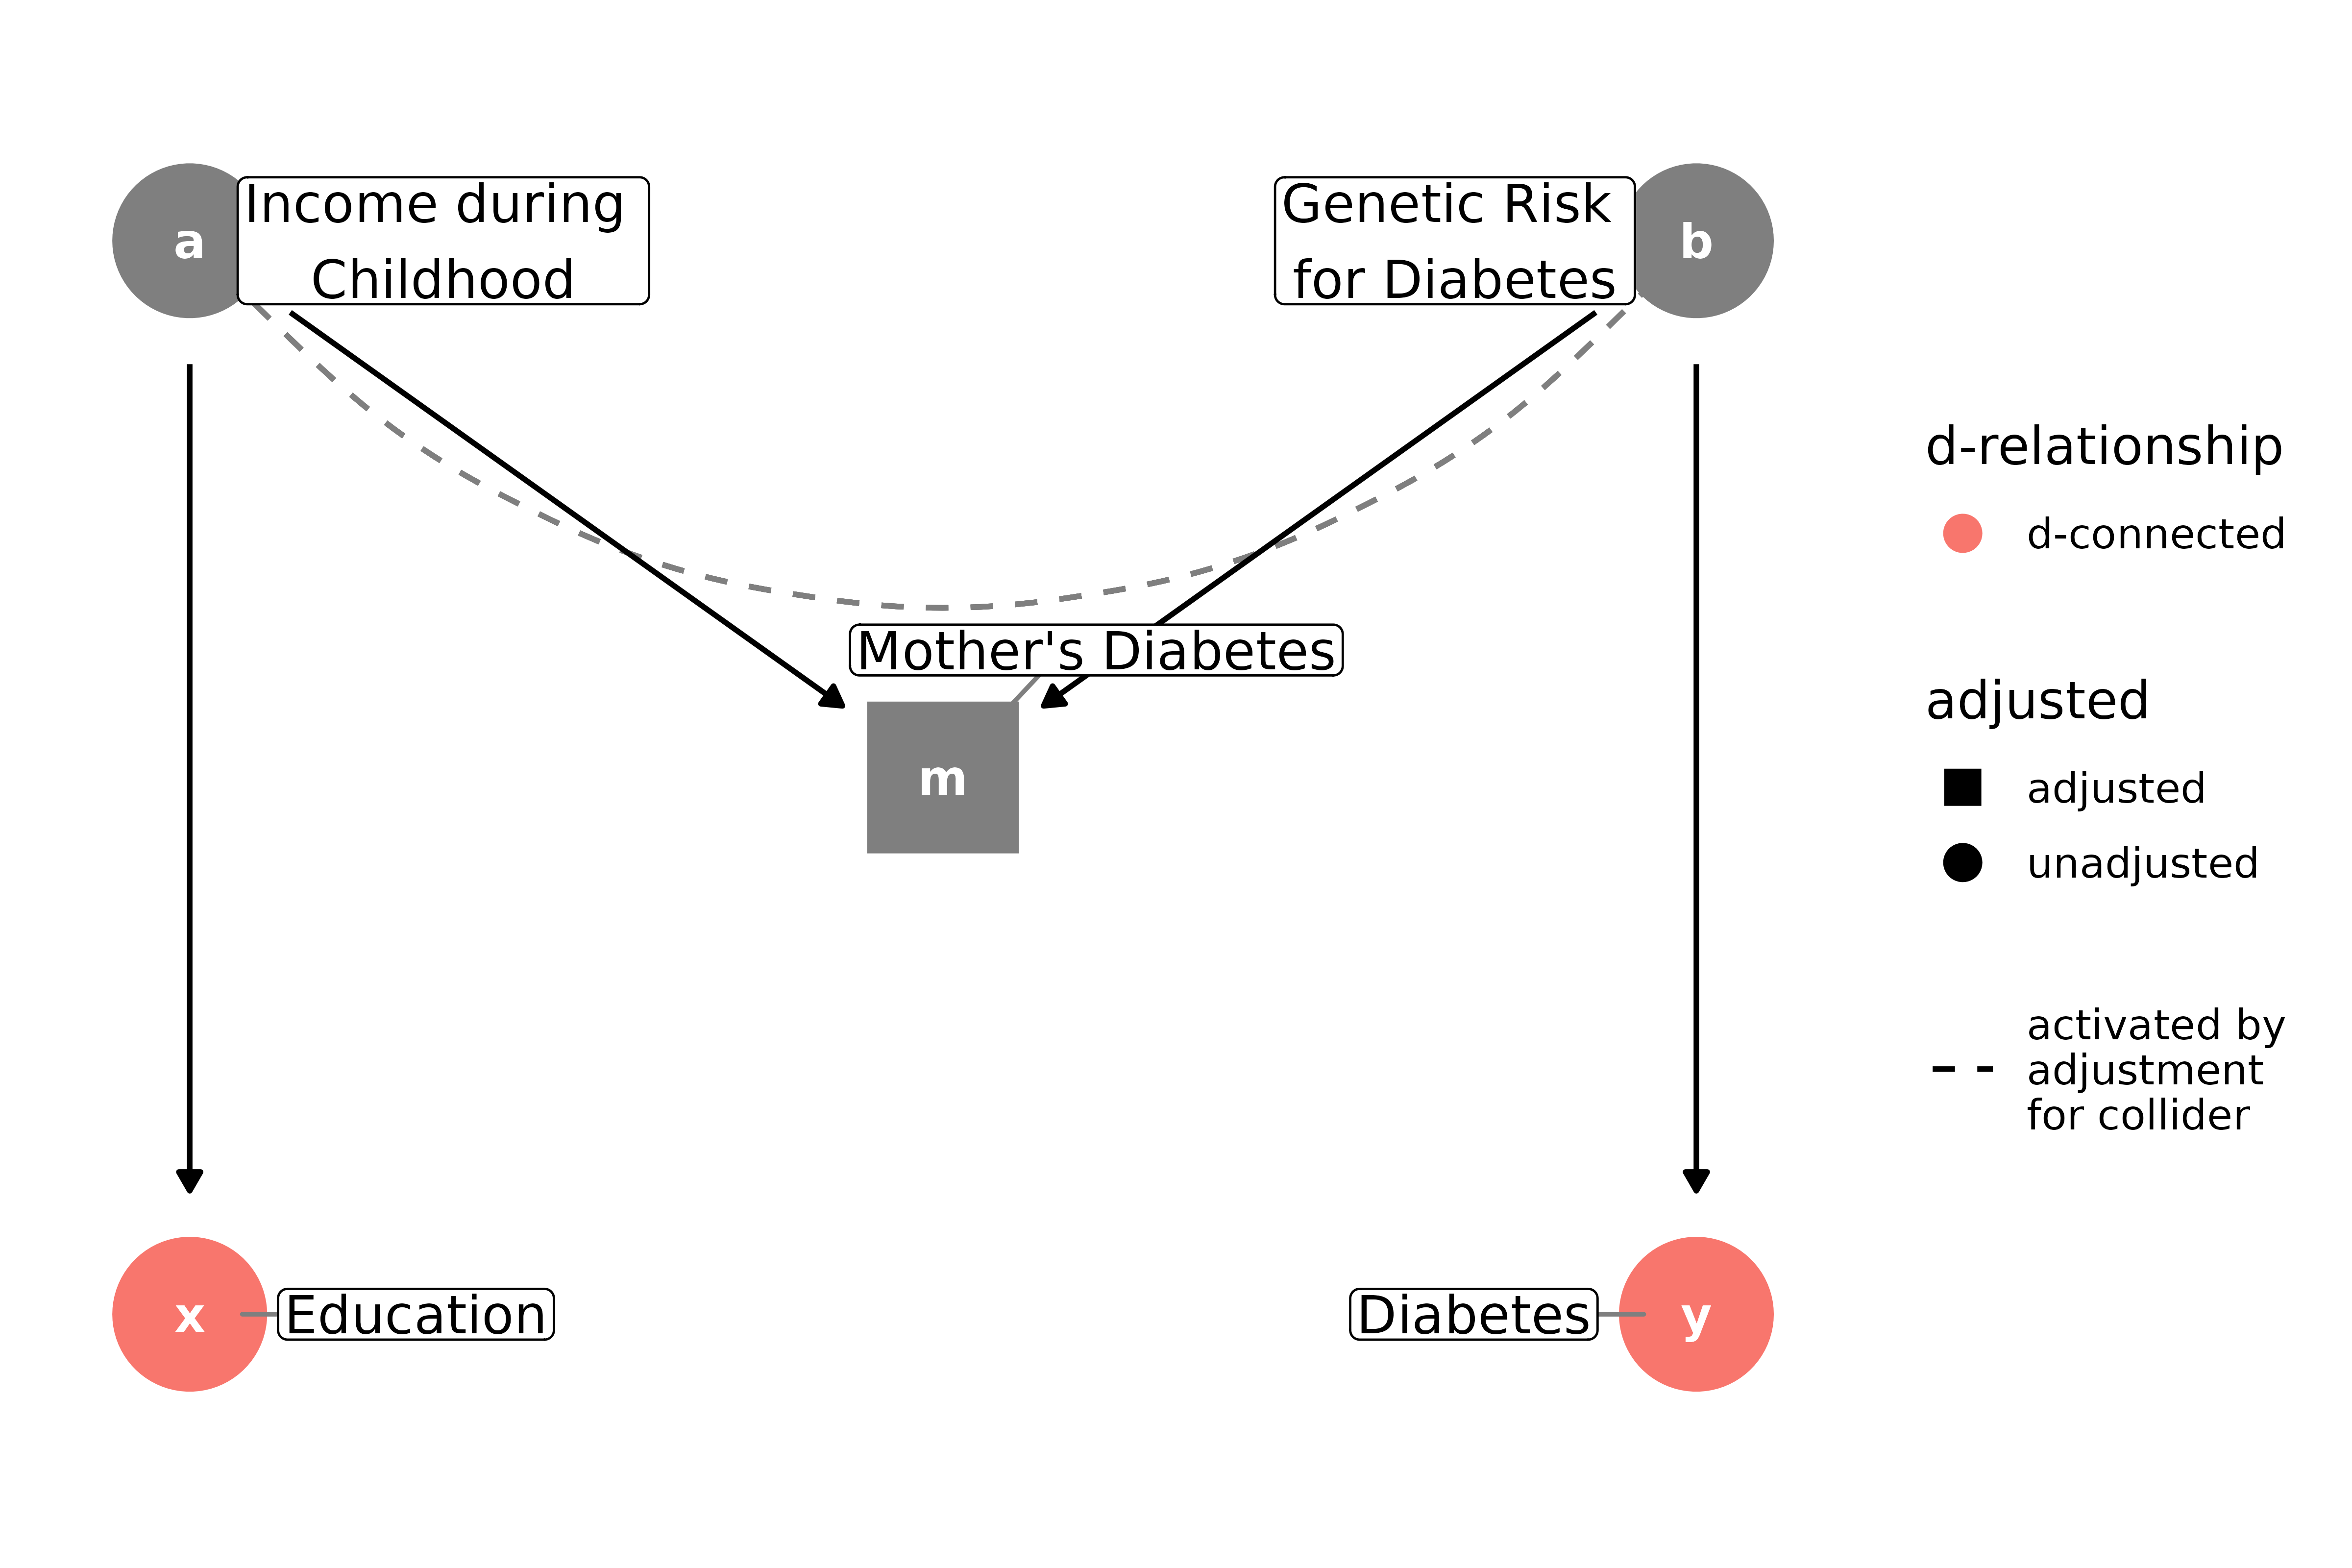 a
Income during
Childhood
Genetic Risk
for Diabetes
b
Mother's Diabetes
m
x
Education
Diabetes
y
d-relationship
d-connected
adjusted
adjusted
unadjusted
activated by
adjustment
for collider